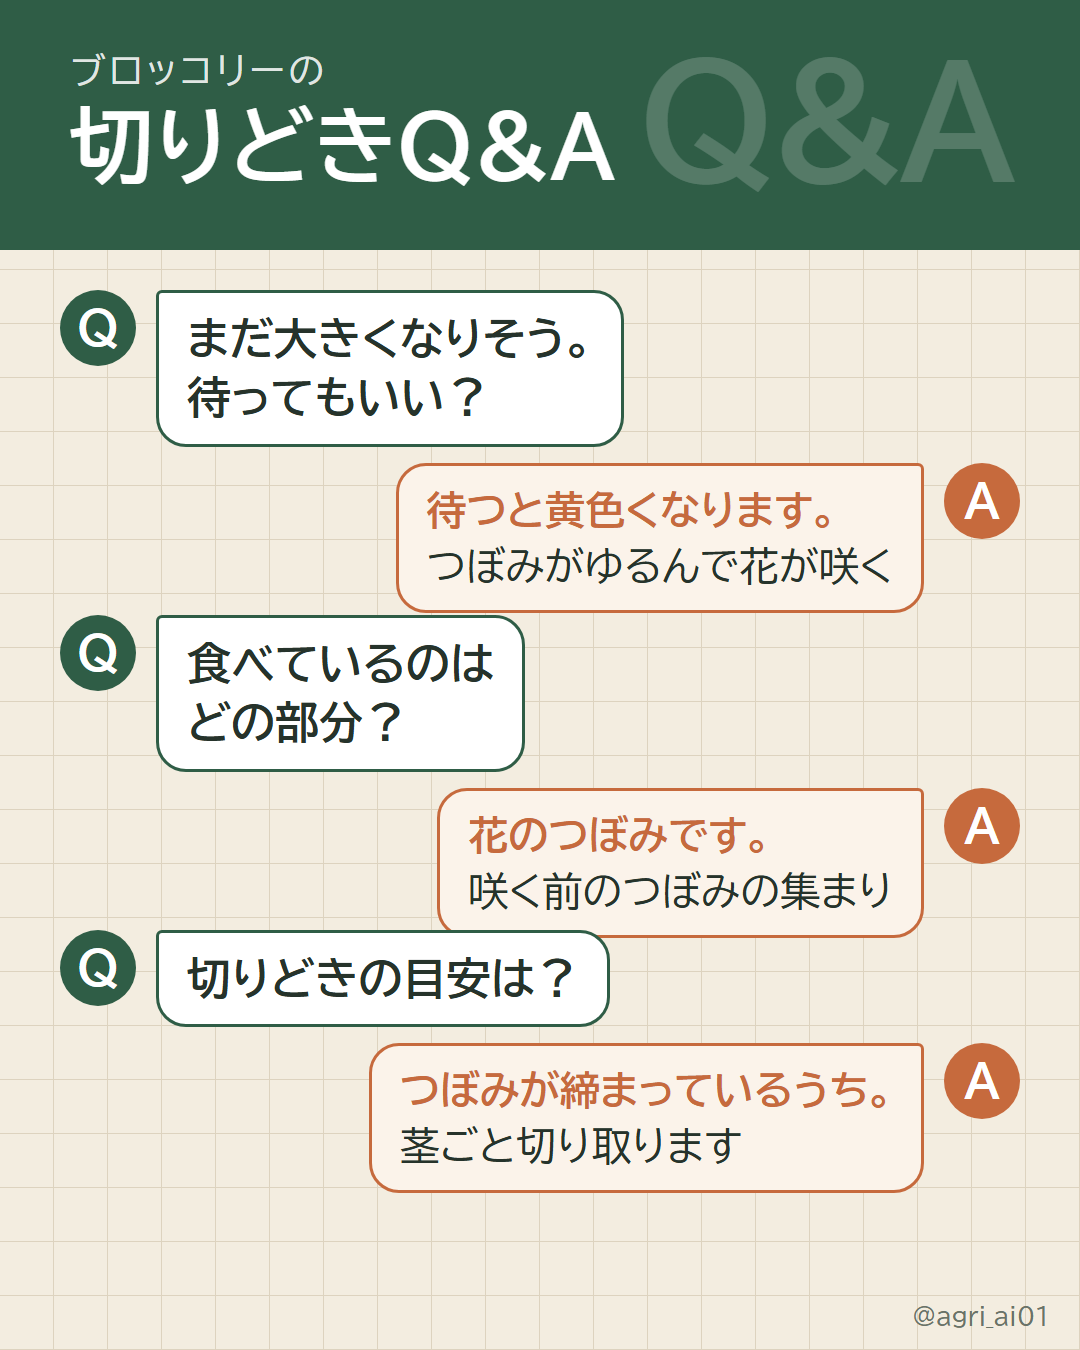 ブロッコリーの
切りどきQ&A
Q&A
Q
まだ大きくなりそう。
待ってもいい？
A
待つと黄色くなります。
つぼみがゆるんで花が咲く
Q
食べているのは
どの部分？
A
花のつぼみです。
咲く前のつぼみの集まり
Q
切りどきの目安は？
A
つぼみが締まっているうち。
茎ごと切り取ります
@agri_ai01